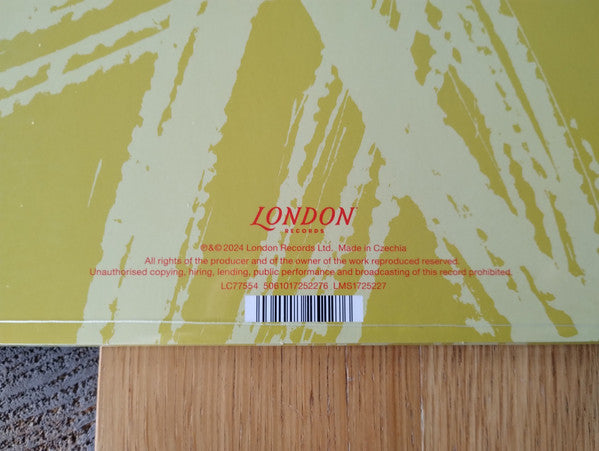 LONDON
RECORDS
℗&© 2024 London Records Ltd. Made in Czechia
All rights of the producer and of the owner of the work reproduced reserved.
Unauthorised copying, hiring, lending, public performance and broadcasting of this record prohibited.
LC77554 5061017252276 LMS1725227